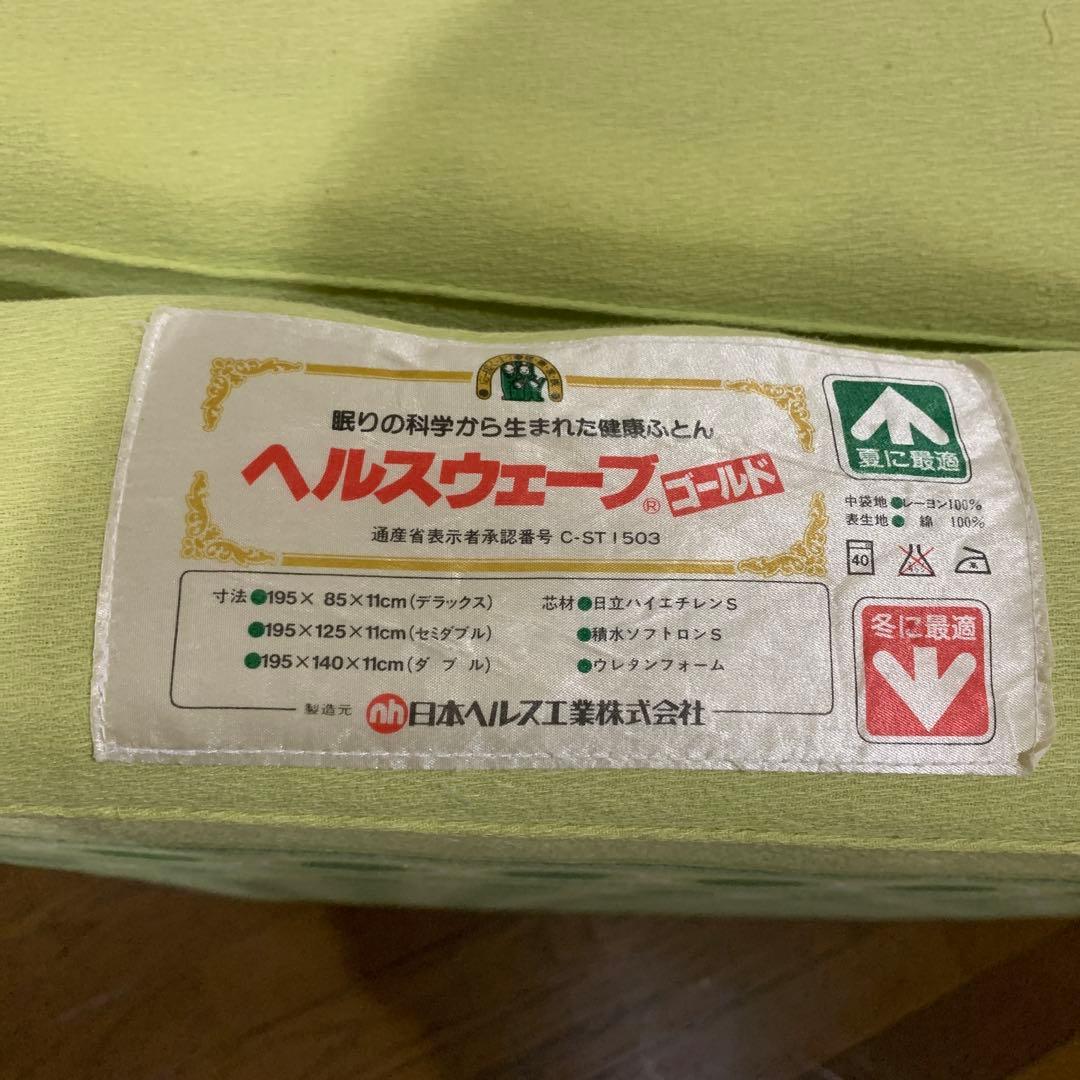 眠りの科学から生まれた健康ふとん
ヘルスウェーブ® ゴールド
通産省表示者承認番号 C-ST1503
寸法●195×85×11cm(デラックス)
●195×125×11cm(セミダブル)
●195×140×11cm(ダブル)
芯材●日立ハイエチレンS
●積水ソフトロンS
●ウレタンフォーム
製造元 nh 日本ヘルス工業株式会社
夏に最適
中袋地●レーヨン100%
表生地●綿 100%
40
冬に最適